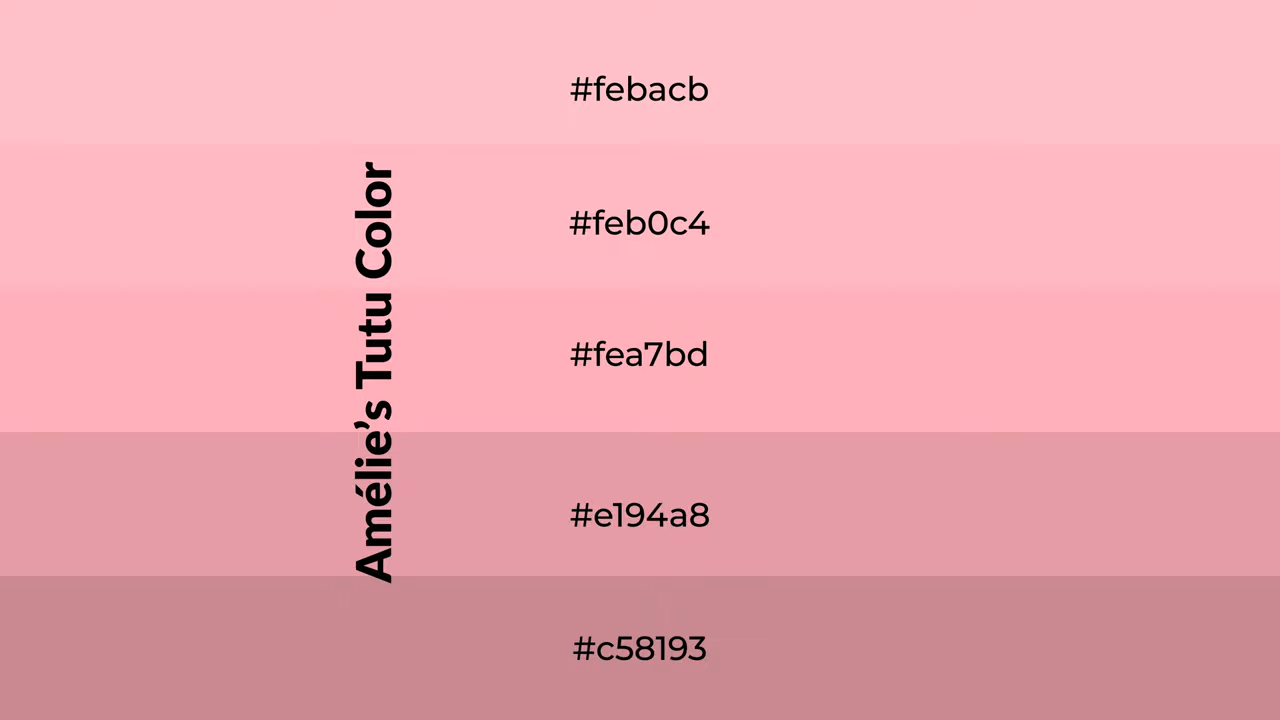 Amélie’s Tutu Color
#febacb
#feb0c4
#fea7bd
#e194a8
#c58193